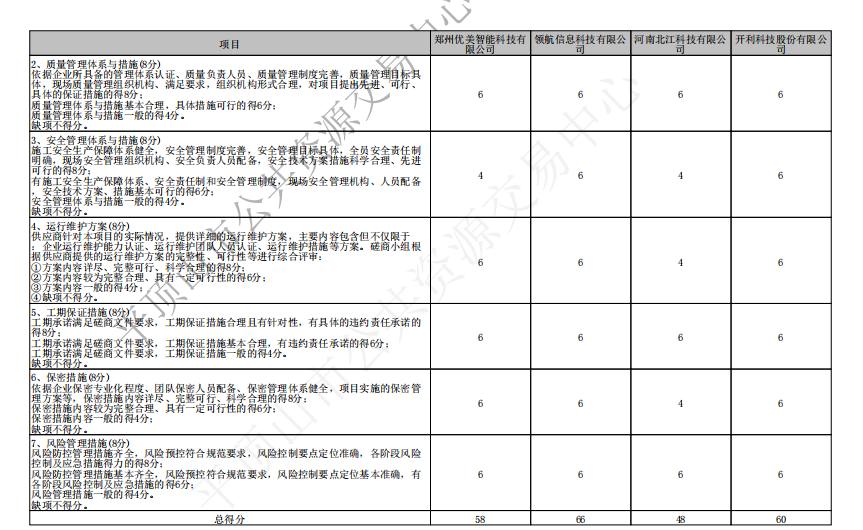 项目 郑州优美智能科技有限公司 领航信息科技有限公司 河南北江科技有限公司 开利科技股份有限公司
2、质量管理体系与措施(8分)
依据企业所具备的管理体系认证、质量负责人员、质量管理制度完善，质量管理目标具
体，现场质量管理组织机构、满足要求，组织机构形式合理，对项目提出先进、可行、
具体的保证措施的得8分;
质量管理体系与措施基本合理，具体措施可行的得6分;
质量管理体系与措施一般的得4分。
缺项不得分。
6 6 6 6
3、安全管理体系与措施(8分)
施工安全生产保障体系健全，安全管理制度完善，安全管理目标具体，全员安全责任制
明确，现场安全管理组织机构、安全负责人员配备，安全技术方案措施科学合理、先进
可行的得8分;
有施工安全生产保障体系、安全责任制和安全管理制度，现场安全管理机构、人员配备
，安全技术方案、措施基本可行的得6分;
安全管理体系与措施一般的得4分。
缺项不得分。
4 6 4 6
4、运行维护方案(8分)
供应商针对本项目的实际情况，提供详细的运行维护方案，主要内容包含但不仅限于
：企业运行维护能力认证、运行维护团队人员认证、运行维护措施等方案。磋商小组根
据供应商提供的运行维护方案的完整性、可行性等进行综合评审:
①方案内容详尽、完整可行、科学合理的得8分;
②方案内容较为完整合理、具有一定可行性的得6分;
③方案内容一般的得4分;
④缺项不得分。
6 6 4 6
5、工期保证措施(8分)
工期承诺满足磋商文件要求，工期保证措施合理且有针对性，有具体的违约责任承诺的
得8分;
工期承诺满足磋商文件要求，工期保证措施基本合理，有违约责任承诺的得6分;
工期承诺满足磋商文件要求，工期保证措施一般的得4分。
缺项不得分。
6 6 6 6
6、保密措施(8分)
依据企业保密专业化程度、团队保密人员配备、保密管理体系健全，项目实施的保密管
理方案等，保密措施内容详尽、完整可行、科学合理的得8分;
保密措施内容较为完整合理、具有一定可行性的得6分;
保密措施内容一般的得4分;
缺项不得分。
6 6 4 6
7、风险管理措施(8分)
风险防控管理措施齐全，风险预控符合规范要求，风险控制要点定位准确，各阶段风险
控制及应急措施得力的得8分;
风险防控管理措施基本齐全，风险预控符合规范要求，风险控制要点定位基本准确，有
各阶段风险控制及应急措施的得6分;
风险管理措施一般的得4分。
缺项不得分。
6 6 6 6
总得分 58 66 48 60
平顶山市公共资源交易中心
平顶山市公共资源交易中心